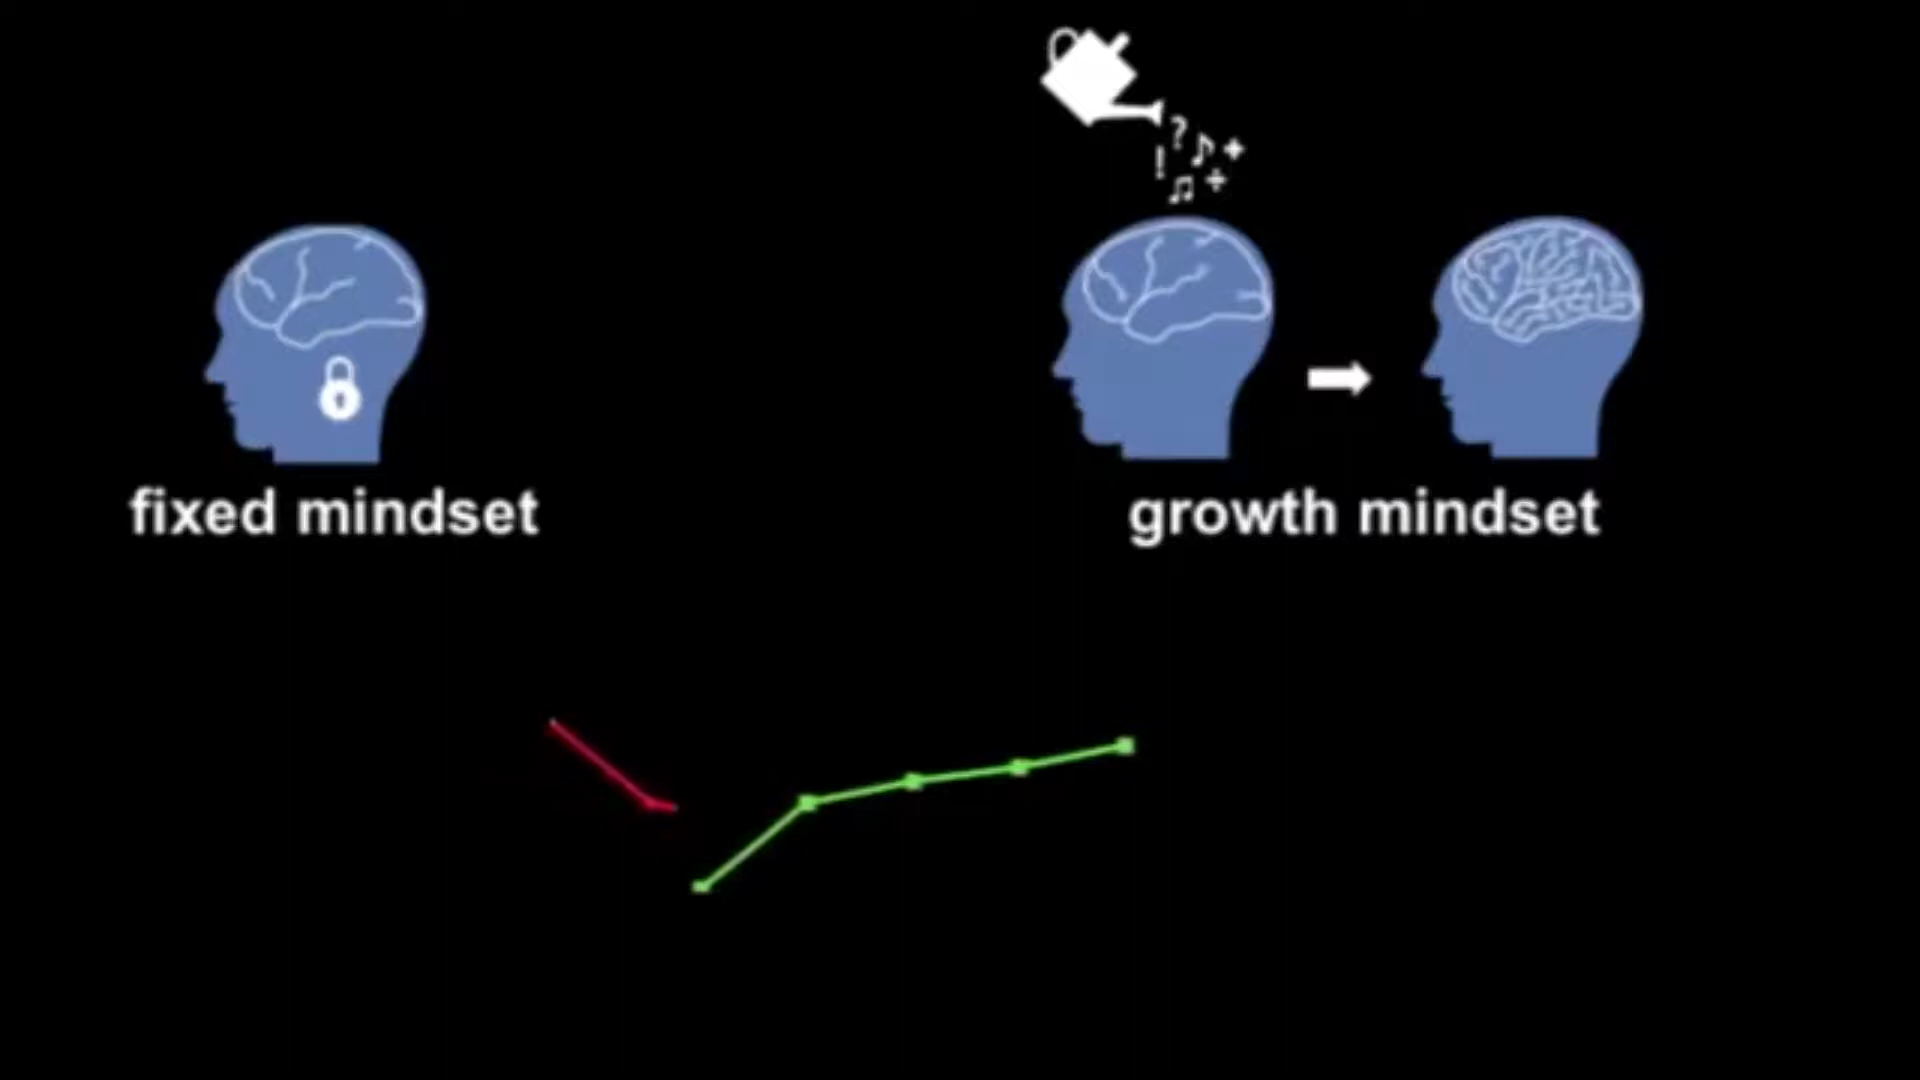 ? ! ♪ + ♫ ÷
fixed mindset
growth mindset